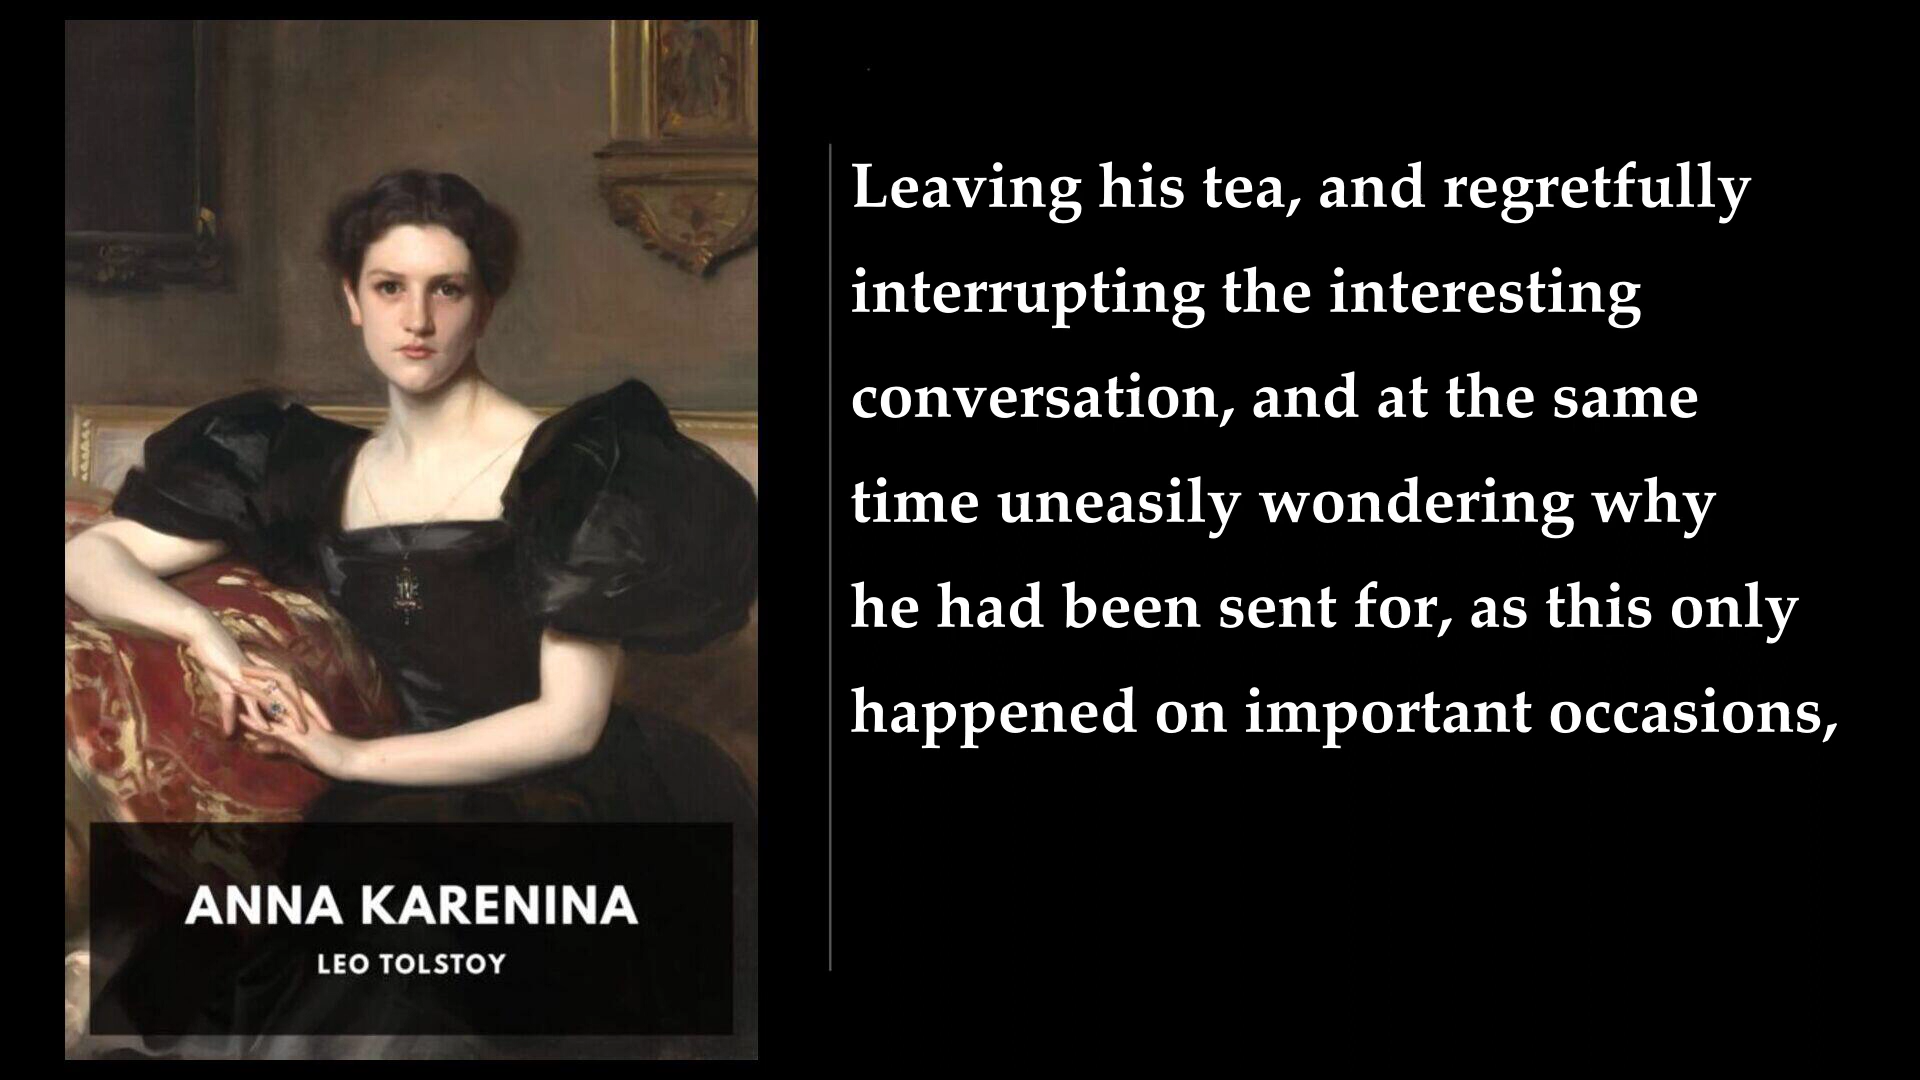 ANNA KARENINA
LEO TOLSTOY
Leaving his tea, and regretfully
interrupting the interesting
conversation, and at the same
time uneasily wondering why
he had been sent for, as this only
happened on important occasions,